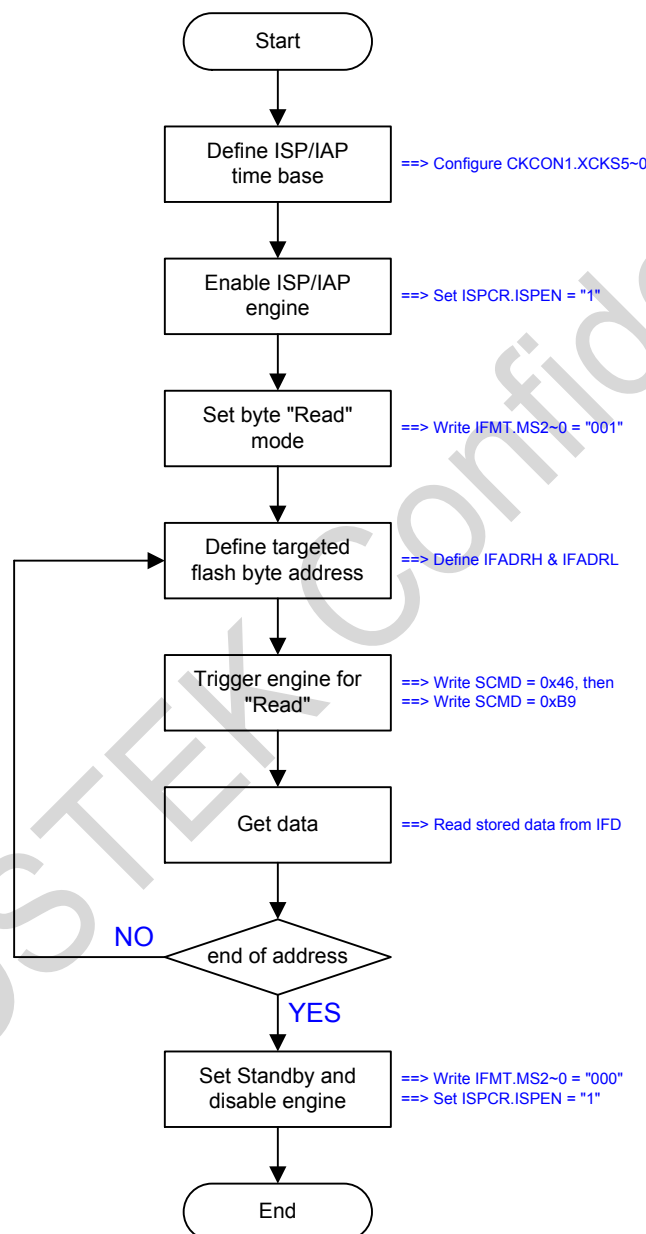 Start
Define ISP/IAP
time base
==> Configure CKCON1.XCKS5~0
Enable ISP/IAP
engine
==> Set ISPCR.ISPEN = "1"
Set byte "Read"
mode
==> Write IFMT.MS2~0 = "001"
Define targeted
flash byte address
==> Define IFADRH & IFADRL
Trigger engine for
"Read"
==> Write SCMD = 0x46, then
==> Write SCMD = 0xB9
Get data
==> Read stored data from IFD
NO
end of address
YES
Set Standby and
disable engine
==> Write IFMT.MS2~0 = "000"
==> Set ISPCR.ISPEN = "1"
End